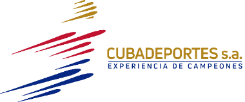 CUBADEPORTES s.a.
EXPERIENCIA DE CAMPEONES